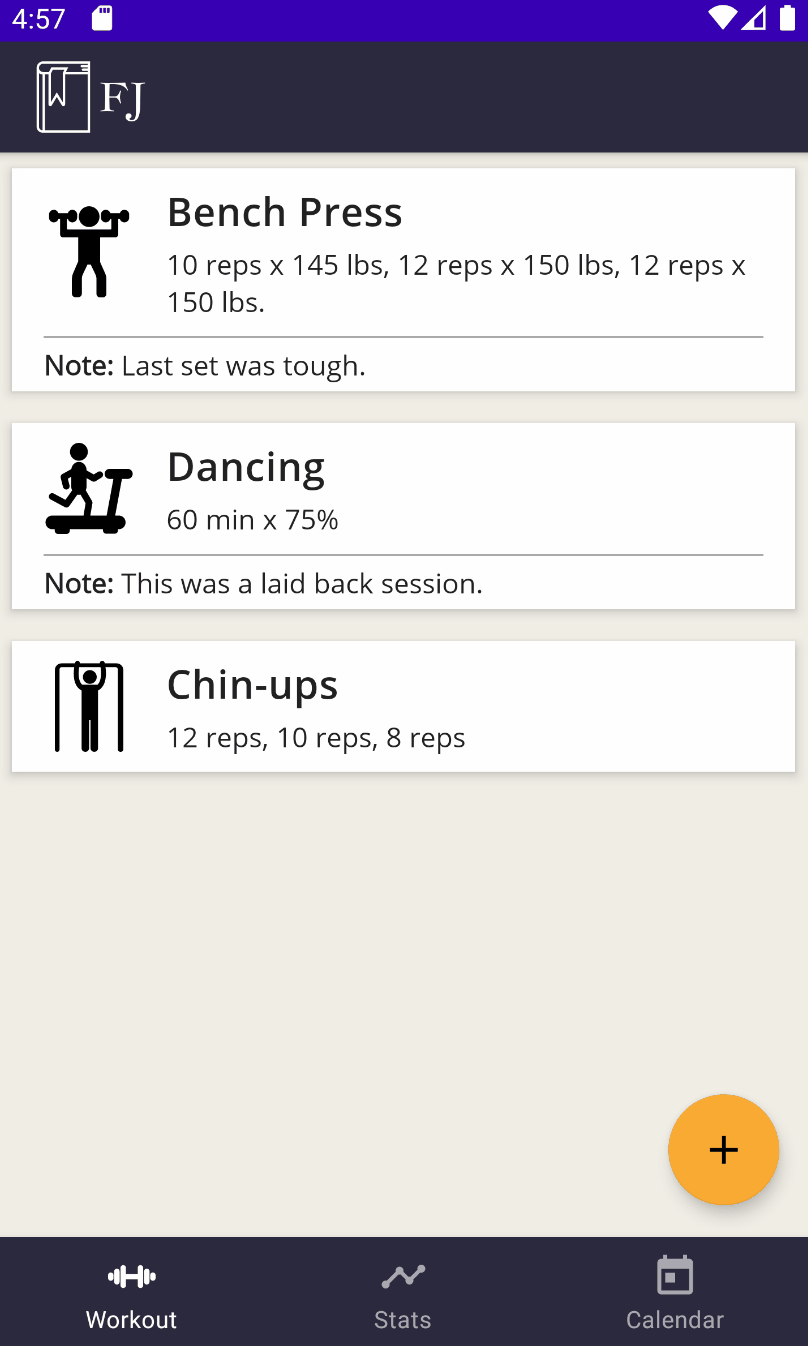 4:57
FJ
Bench Press
10 reps x 145 lbs, 12 reps x 150 lbs, 12 reps x
150 lbs.
Note: Last set was tough.
Dancing
60 min x 75%
Note: This was a laid back session.
Chin-ups
12 reps, 10 reps, 8 reps
+
Workout
Stats
Calendar